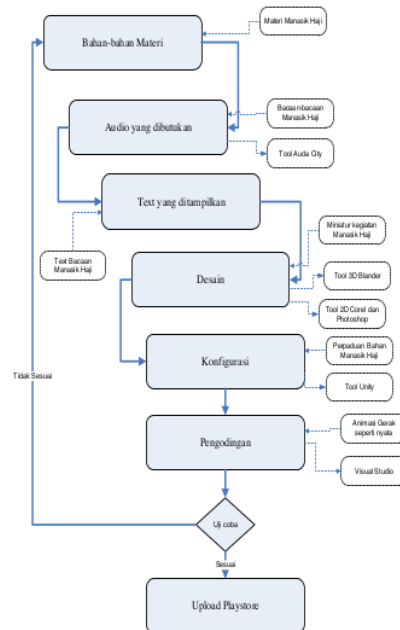 Materi Manasik Haji
Bahan-bahan Materi
Bacaan-bacaan
Manasik Haji
Audio yang dibutukan
Tool Auda City
Text yang ditampilkan
Miniatur kegiatan
Manasik Haji
Text Bacaan
Manasik Haji
Desain
Tool 3D Blander
Tool 2D Corel dan
Photoshop
Perpaduan Bahan
Manasik Haji
Konfigurasi
Tidak Sesuai
Tool Unity
Animasi Gerak
seperti nyata
Pengodingan
Visual Studio
Uji coba
Sesuai
Upload Playstore